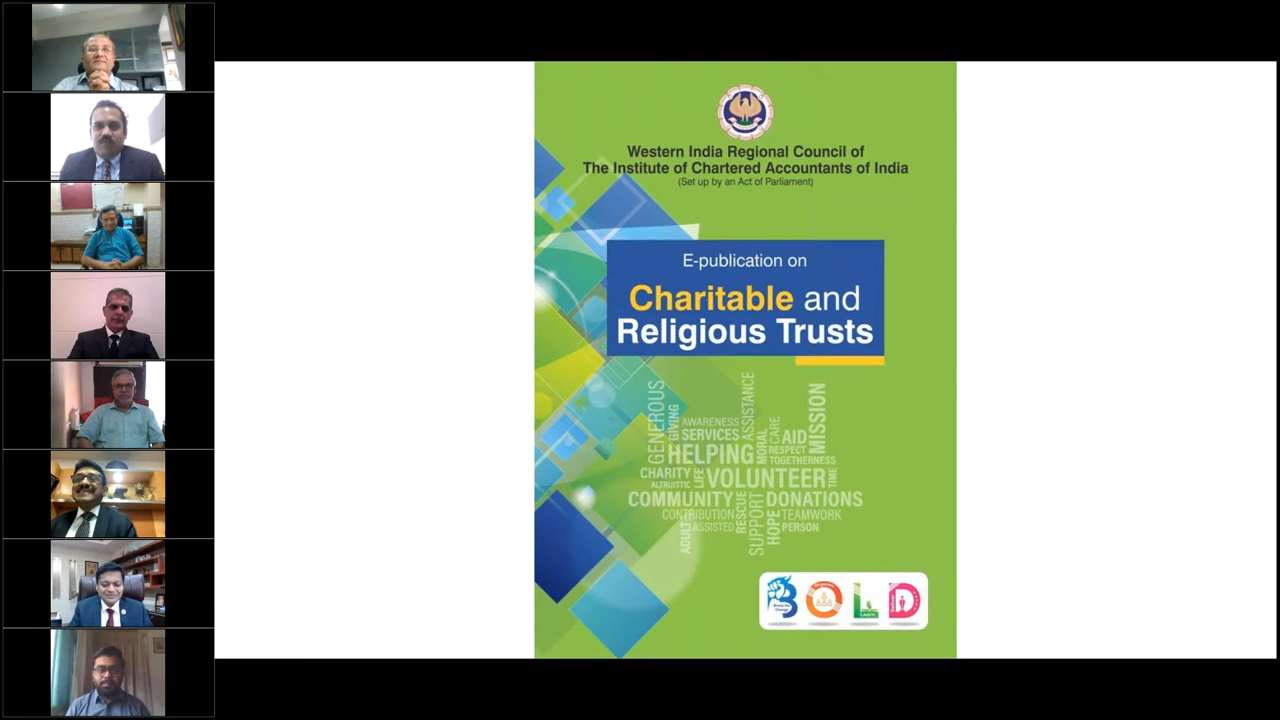 Western India Regional Council of
The Institute of Chartered Accountants of India
(Set up by an Act of Parliament)
E-publication on
Charitable and
Religious Trusts
GENEROUS
GIVING
AWARENESS
SERVICES
ASSISTANCE
MORAL
CARE
AID
MISSION
HELPING
RESPECT
TOGETHERNESS
CHARITY
ALTRUISTIC
LIFE
VOLUNTEER
TIME
COMMUNITY
DONATIONS
CONTRIBUTION
RESCUE
SUPPORT
HOPE
TEAMWORK
ADULT
ASSISTED
PERSON
B O L D
Organise
Learn